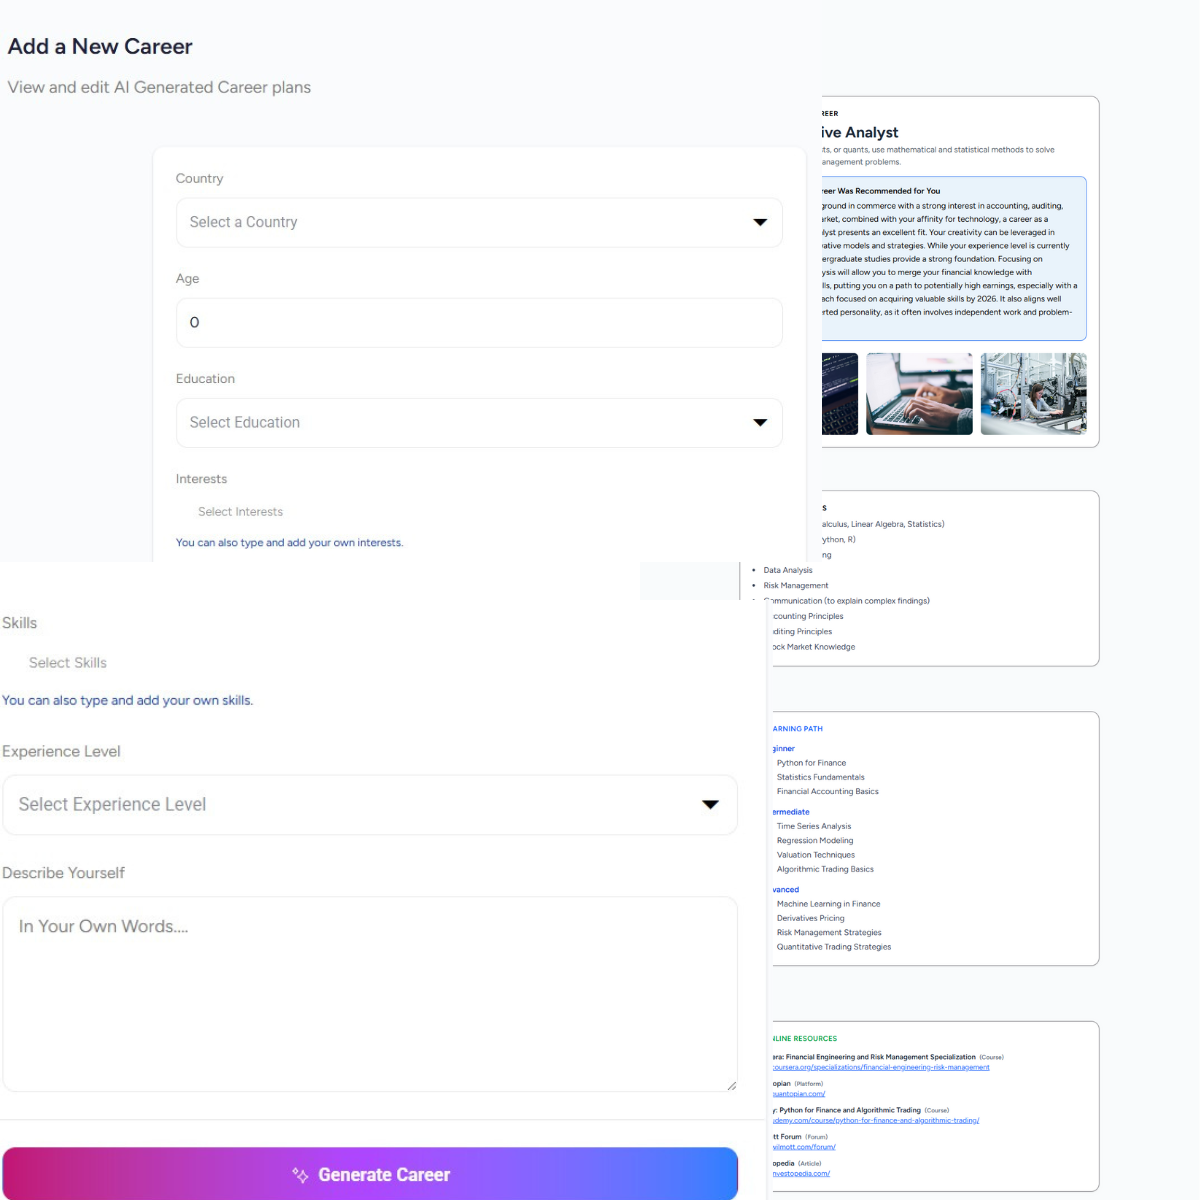 Add a New Career
View and edit AI Generated Career plans
Country
Select a Country
Age
0
Education
Select Education
Interests
Select Interests
You can also type and add your own interests.
Skills
Select Skills
You can also type and add your own skills.
Experience Level
Select Experience Level
Describe Yourself
In Your Own Words....
Generate Career
REER
ive Analyst
ts, or quants, use mathematical and statistical methods to solve
anagement problems.
reer Was Recommended for You
ground in commerce with a strong interest in accounting, auditing,
arket, combined with your affinity for technology, a career as a
alyst presents an excellent fit. Your creativity can be leveraged in
vative models and strategies. While your experience level is currently
ergraduate studies provide a strong foundation. Focusing on
ysis will allow you to merge your financial knowledge with
lls, putting you on a path to potentially high earnings, especially with a
ach focused on acquiring valuable skills by 2026. It also aligns well
rted personality, as it often involves independent work and problem-
s
alculus, Linear Algebra, Statistics)
ython, R)
ng
• Data Analysis
• Risk Management
Communication (to explain complex findings)
counting Principles
diting Principles
ock Market Knowledge
ARNING PATH
ginner
Python for Finance
Statistics Fundamentals
Financial Accounting Basics
ermediate
Time Series Analysis
Regression Modeling
Valuation Techniques
Algorithmic Trading Basics
vanced
Machine Learning in Finance
Derivatives Pricing
Risk Management Strategies
Quantitative Trading Strategies
NLINE RESOURCES
era: Financial Engineering and Risk Management Specialization (Course)
coursera.org/specializations/financial-engineering-risk-management
opian (Platform)
quantopian.com/
y: Python for Finance and Algorithmic Trading (Course)
udemy.com/course/python-for-finance-and-algorithmic-trading/
tt Forum (Forum)
wilmott.com/forum/
opedia (Article)
nvestopedia.com/